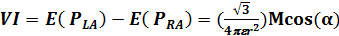 VI = E( P_LA) − E( P_RA) = (√3/4πεr²)Mcos(α)